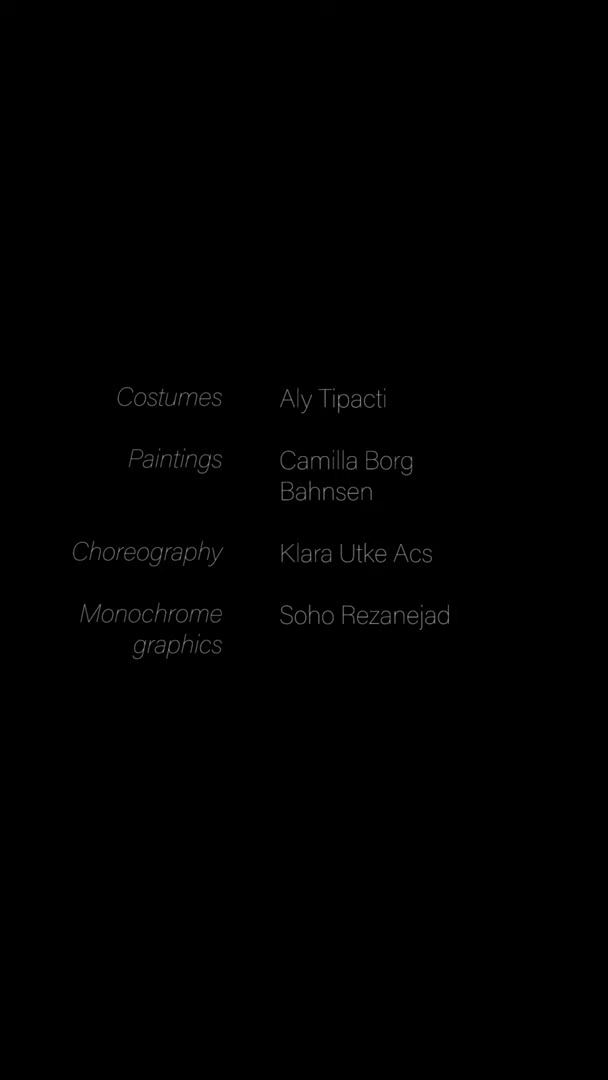 Costumes Aly Tipacti
Paintings Camilla Borg
Bahnsen
Choreography Klara Utke Acs
Monochrome Soho Rezanejad
graphics